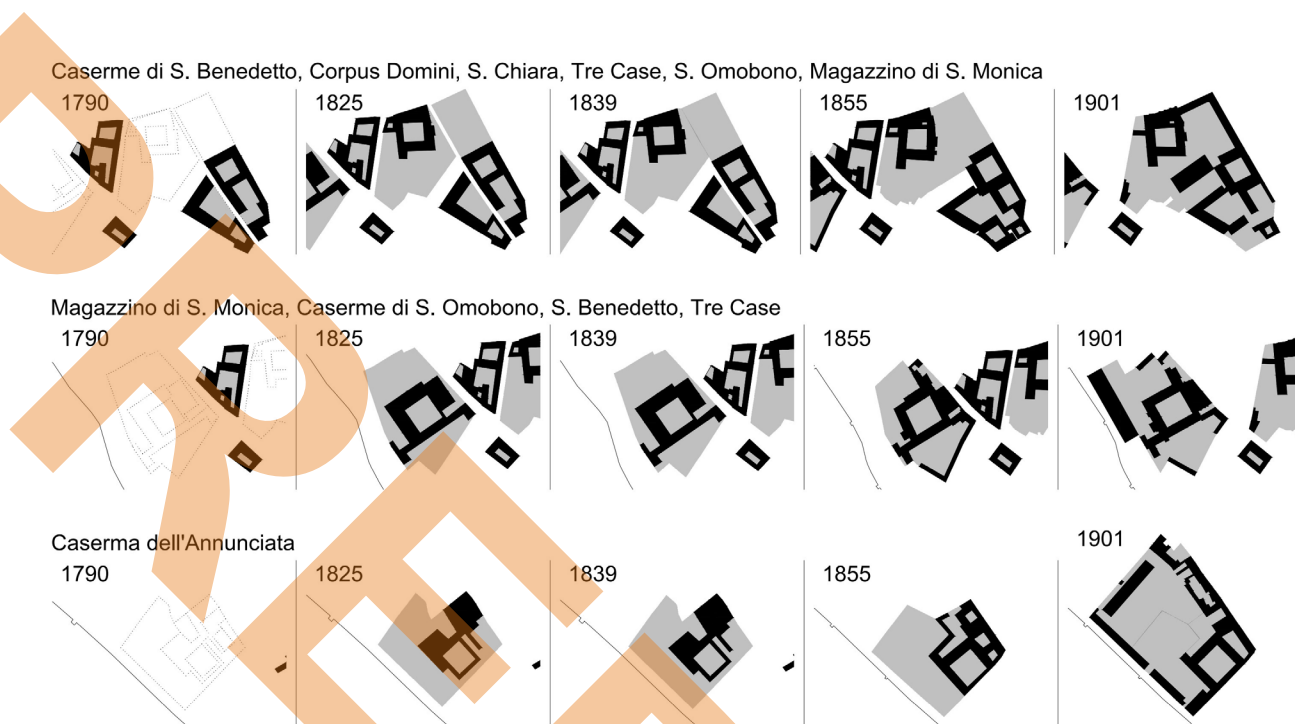 Caserme di S. Benedetto, Corpus Domini, S. Chiara, Tre Case, S. Omobono, Magazzino di S. Monica
1790 1825 1839 1855 1901
Magazzino di S. Monica, Caserme di S. Omobono, S. Benedetto, Tre Case
1790 1825 1839 1855 1901
Caserma dell'Annunciata
1790 1825 1839 1855 1901